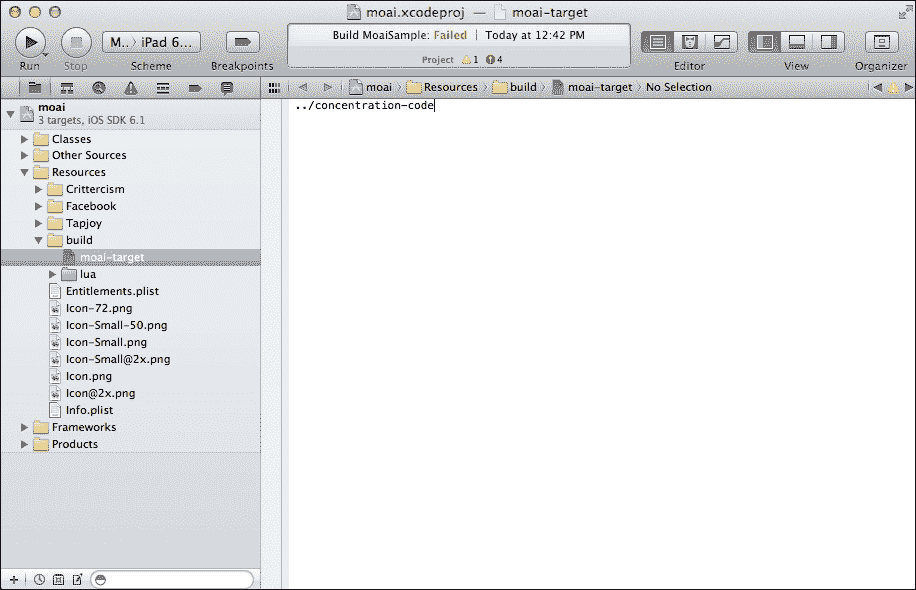 moai.xcodeproj — moai-target
M... iPad 6...
Build MoaiSample: Failed | Today at 12:42 PM
Project 1 4
Run Stop Scheme Breakpoints Editor View Organizer
moai Resources build moai-target No Selection
moai
3 targets, iOS SDK 6.1
../concentration-code
Classes
Other Sources
Resources
Crittercism
Facebook
Tapjoy
build
moai-target
lua
Entitlements.plist
Icon-72.png
Icon-Small-50.png
Icon-Small.png
Icon-Small@2x.png
Icon.png
Icon@2x.png
Info.plist
Frameworks
Products